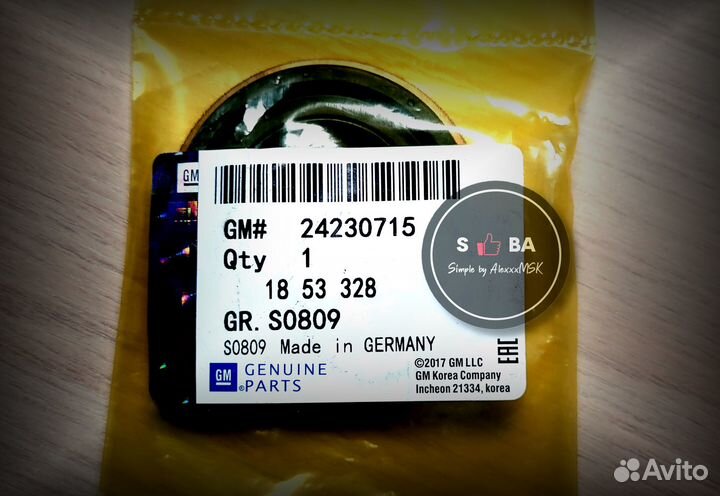 GM
GM# 24230715
Qty 1
18 53 328
GR. S0809
S0809 Made in GERMANY
GM GENUINE
PARTS
©2017 GM LLC
GM Korea Company
Incheon 21334, korea
EAC
S BA
Simple by AlexxxMSK
Avito